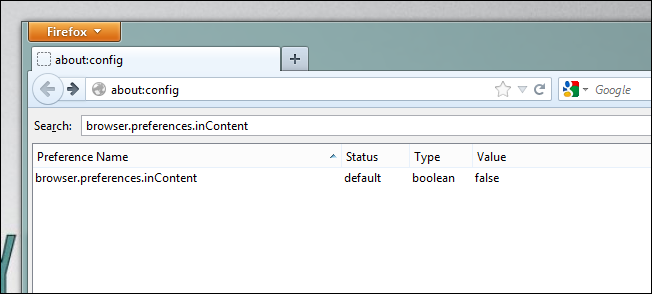 Firefox
about:config
about:config
Google
Search: browser.preferences.inContent
Preference Name Status Type Value
browser.preferences.inContent default boolean false